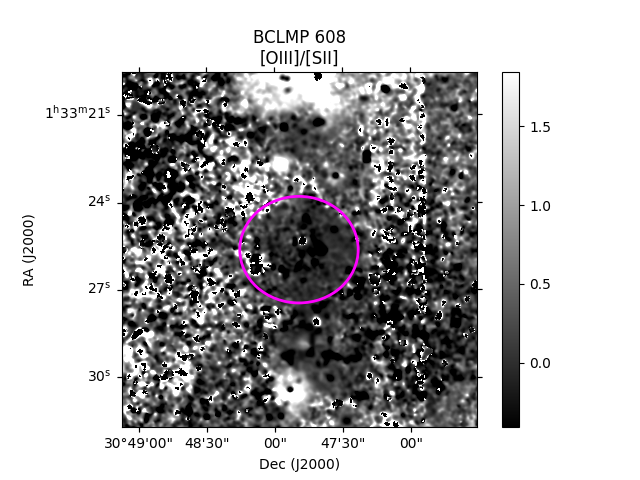 BCLMP 608
[OIII]/[SII]
1h33m21s
24s
27s
30s
RA (J2000)
30°49'00" 48'30" 00" 47'30" 00"
Dec (J2000)
1.5
1.0
0.5
0.0